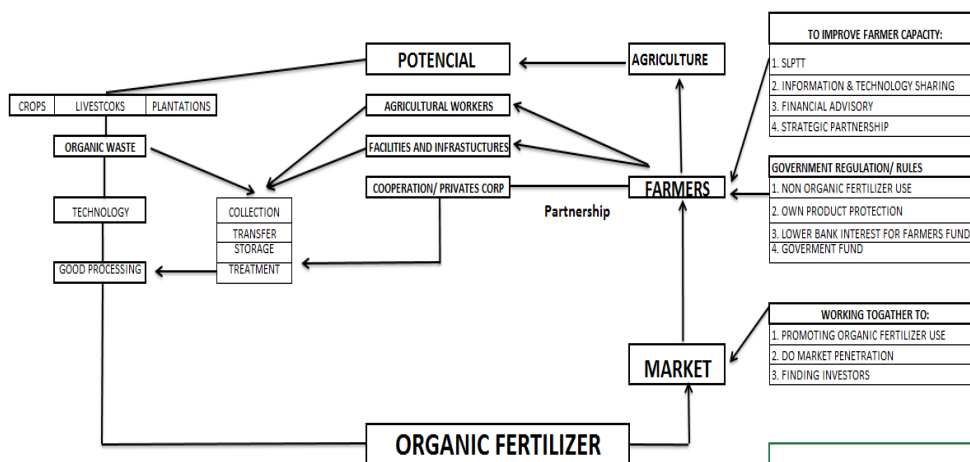 TO IMPROVE FARMER CAPACITY:
1. SLPTT
2. INFORMATION & TECHNOLOGY SHARING
3. FINANCIAL ADVISORY
4. STRATEGIC PARTNERSHIP
POTENCIAL
AGRICULTURE
CROPS
LIVESTCOKS
PLANTATIONS
AGRICULTURAL WORKERS
ORGANIC WASTE
FACILITIES AND INFRASTUCTURES
COOPERATION/ PRIVATES CORP
FARMERS
Partnership
GOVERNMENT REGULATION/ RULES
1. NON ORGANIC FERTILIZER USE
2. OWN PRODUCT PROTECTION
3. LOWER BANK INTEREST FOR FARMERS FUND
4. GOVERMENT FUND
TECHNOLOGY
COLLECTION
TRANSFER
STORAGE
TREATMENT
GOOD PROCESSING
WORKING TOGATHER TO:
1. PROMOTING ORGANIC FERTILIZER USE
2. DO MARKET PENETRATION
3. FINDING INVESTORS
MARKET
ORGANIC FERTILIZER